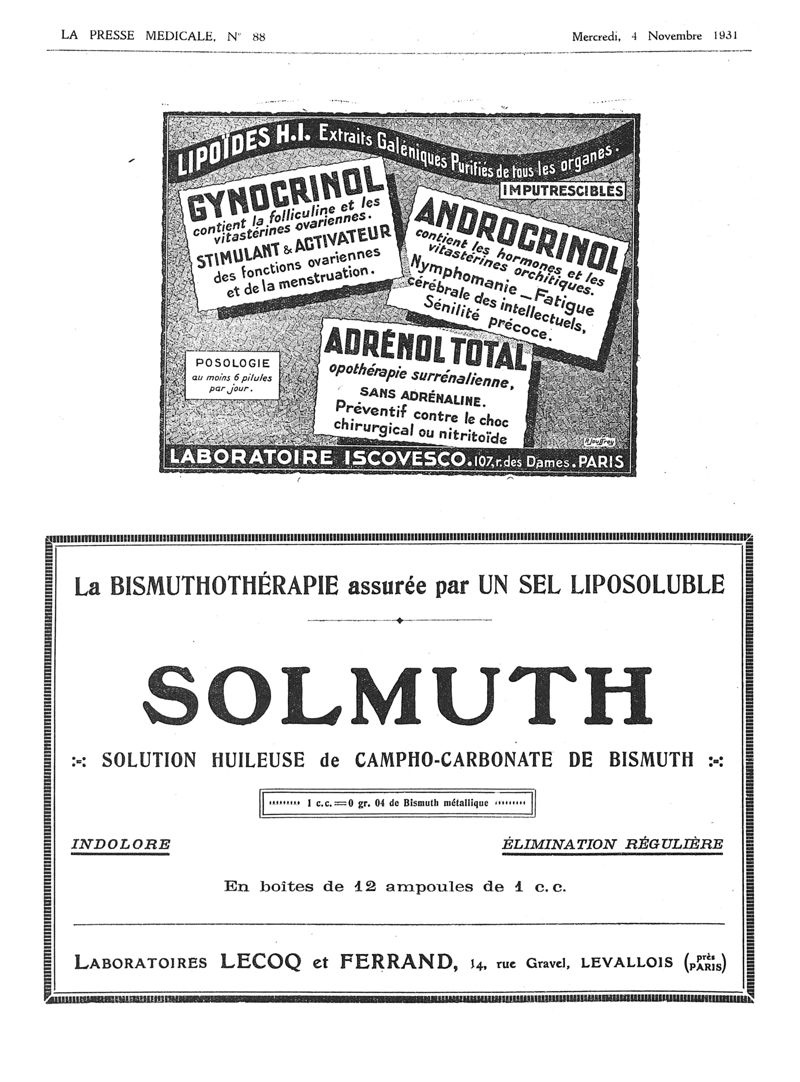 LA PRESSE MEDICALE, N° 88
Mercredi, 4 Novembre 1931
LIPOÏDES H.I. Extraits Galéniques Purifiés de tous les organes.
IMPUTRESCIBLES
GYNOCRINOL
contient la folliculine et les
vitastérines ovariennes.
STIMULANT & ACTIVATEUR
des fonctions ovariennes
et de la menstruation.
ANDROCRINOL
contient les hormones et les
vitastérines orchitiques.
Nymphomanie _ Fatigue
cérébrale des intellectuels,
Sénilité précoce.
ADRÉNOL TOTAL
opothérapie surrénalienne,
SANS ADRÉNALINE.
Préventif contre le choc
chirurgical ou nitritoïde
POSOLOGIE
au moins 6 pilules
par jour.
LABORATOIRE ISCOVESCO. 107, r. des Dames. PARIS
La BISMUTHOTHÉRAPIE assurée par UN SEL LIPOSOLUBLE
SOLMUTH
SOLUTION HUILEUSE de CAMPHO-CARBONATE DE BISMUTH
1 c.c. = 0 gr. 04 de Bismuth métallique
INDOLORE
ÉLIMINATION RÉGULIÈRE
En boîtes de 12 ampoules de 1 c.c.
LABORATOIRES LECOQ et FERRAND, 14, rue Gravel, LEVALLOIS (près PARIS)